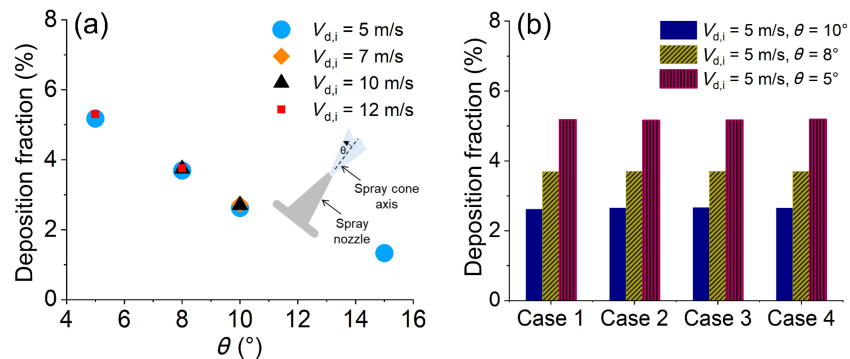 (a)
V_d,i = 5 m/s
V_d,i = 7 m/s
V_d,i = 10 m/s
V_d,i = 12 m/s
Deposition fraction (%)
8
6
4
2
0
θ
Spray cone
axis
Spray
nozzle
4 6 8 10 12 14 16
θ (°)
(b)
V_d,i = 5 m/s, θ = 10°
V_d,i = 5 m/s, θ = 8°
V_d,i = 5 m/s, θ = 5°
Deposition fraction (%)
8
6
4
2
0
Case 1 Case 2 Case 3 Case 4